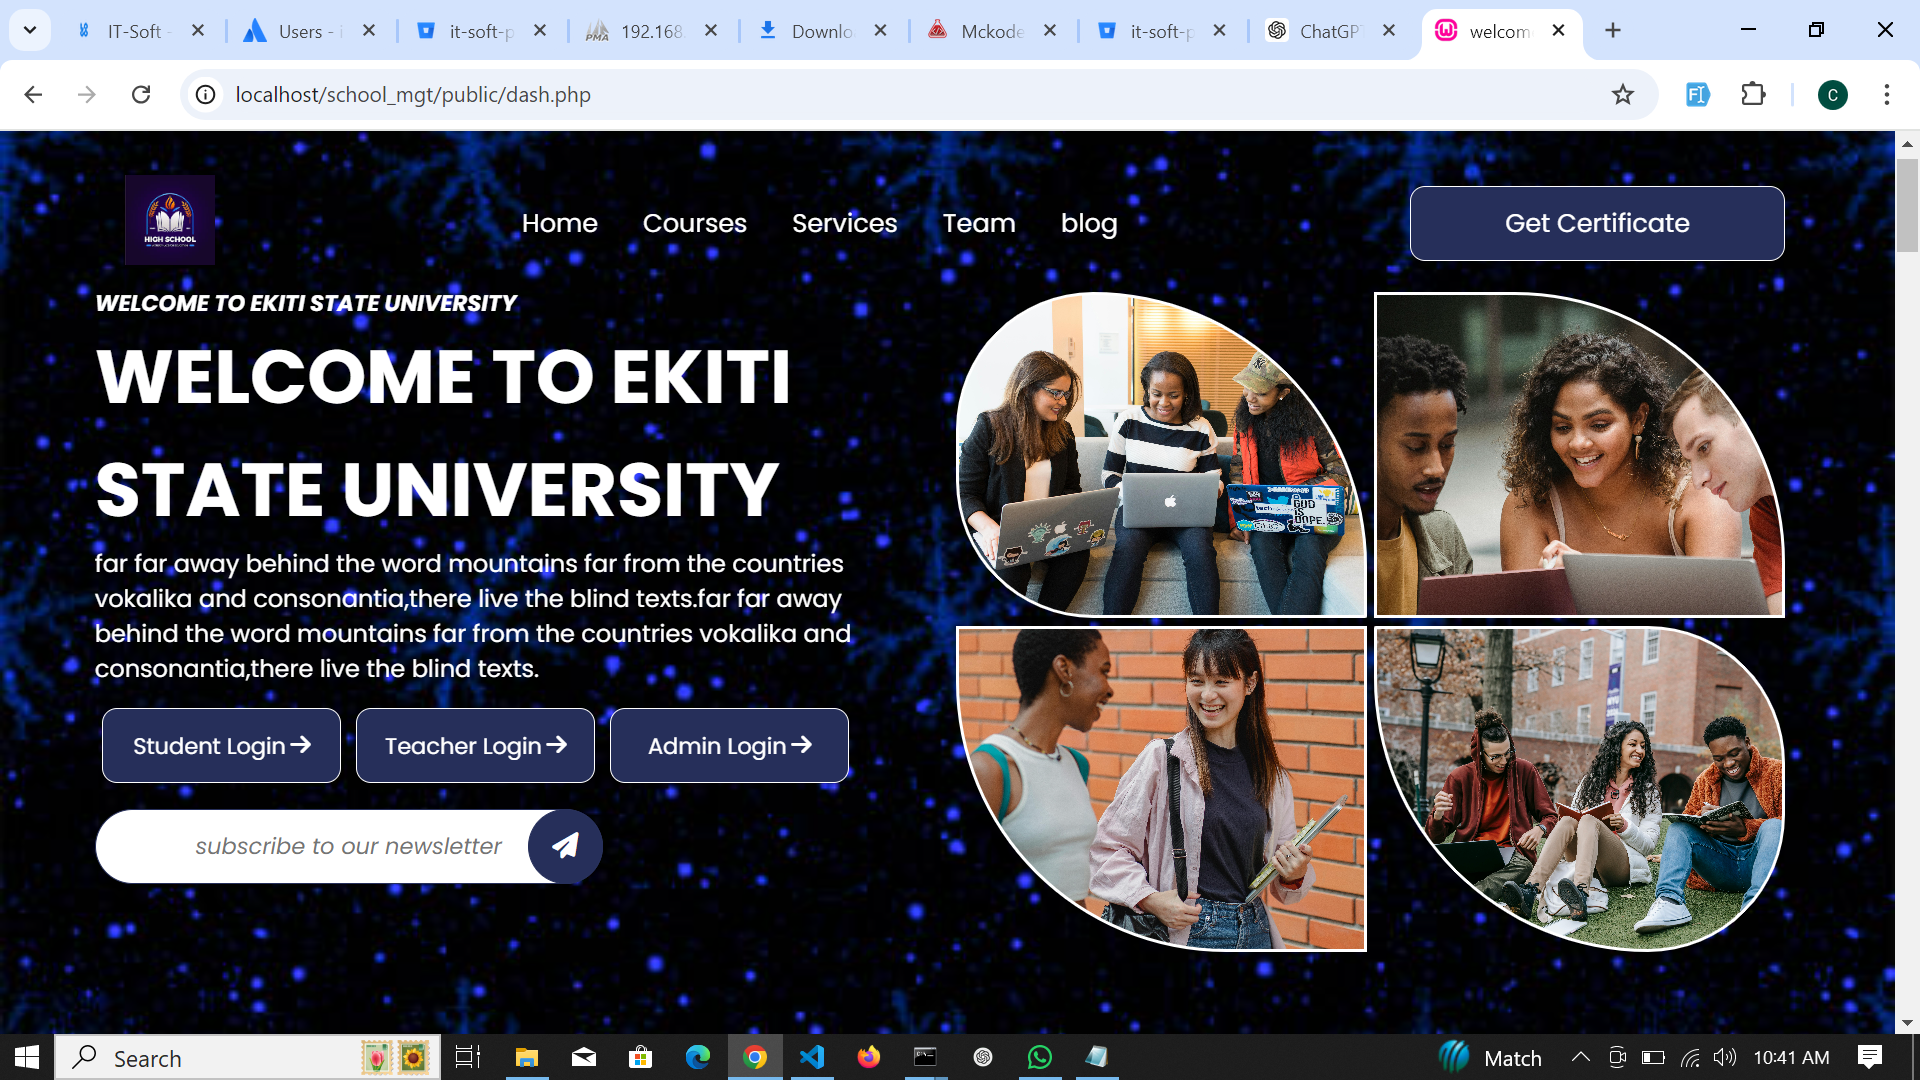 IT-Soft -
Users - i
it-soft-p
192.168.
Downlo
Mckode
it-soft-p
ChatGPT
welcom
localhost/school_mgt/public/dash.php
C
HIGH SCHOOL
Home
Courses
Services
Team
blog
Get Certificate
WELCOME TO EKITI STATE UNIVERSITY
WELCOME TO EKITI
STATE UNIVERSITY
far far away behind the word mountains far from the countries
vokalika and consonantia,there live the blind texts.far far away
behind the word mountains far from the countries vokalika and
consonantia,there live the blind texts.
Student Login
Teacher Login
Admin Login
subscribe to our newsletter
GOD
IS
DOPE.
Search
Match
10:41 AM